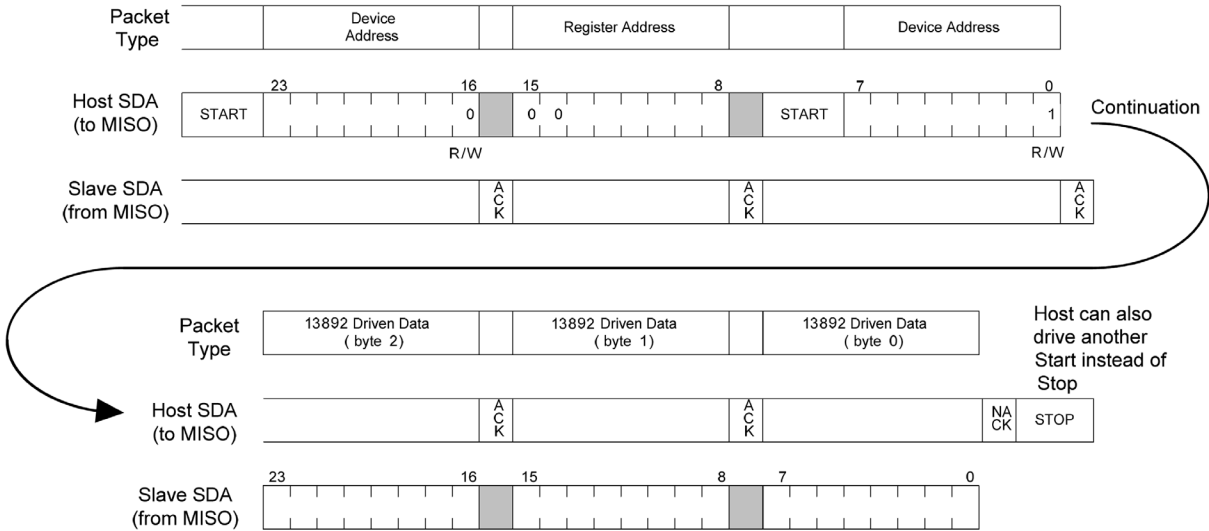 Packet
Type
Device
Address
Register Address
Device Address
23
16
15
8
7
0
Host SDA
(to MISO)
START
0
0
0
START
1
Continuation
R/W
R/W
Slave SDA
(from MISO)
ACK
ACK
ACK
Packet
Type
13892 Driven Data
( byte 2)
13892 Driven Data
( byte 1)
13892 Driven Data
( byte 0)
Host can also
drive another
Start instead of
Stop
Host SDA
(to MISO)
ACK
ACK
NA
CK
STOP
23
16
15
8
7
0
Slave SDA
(from MISO)